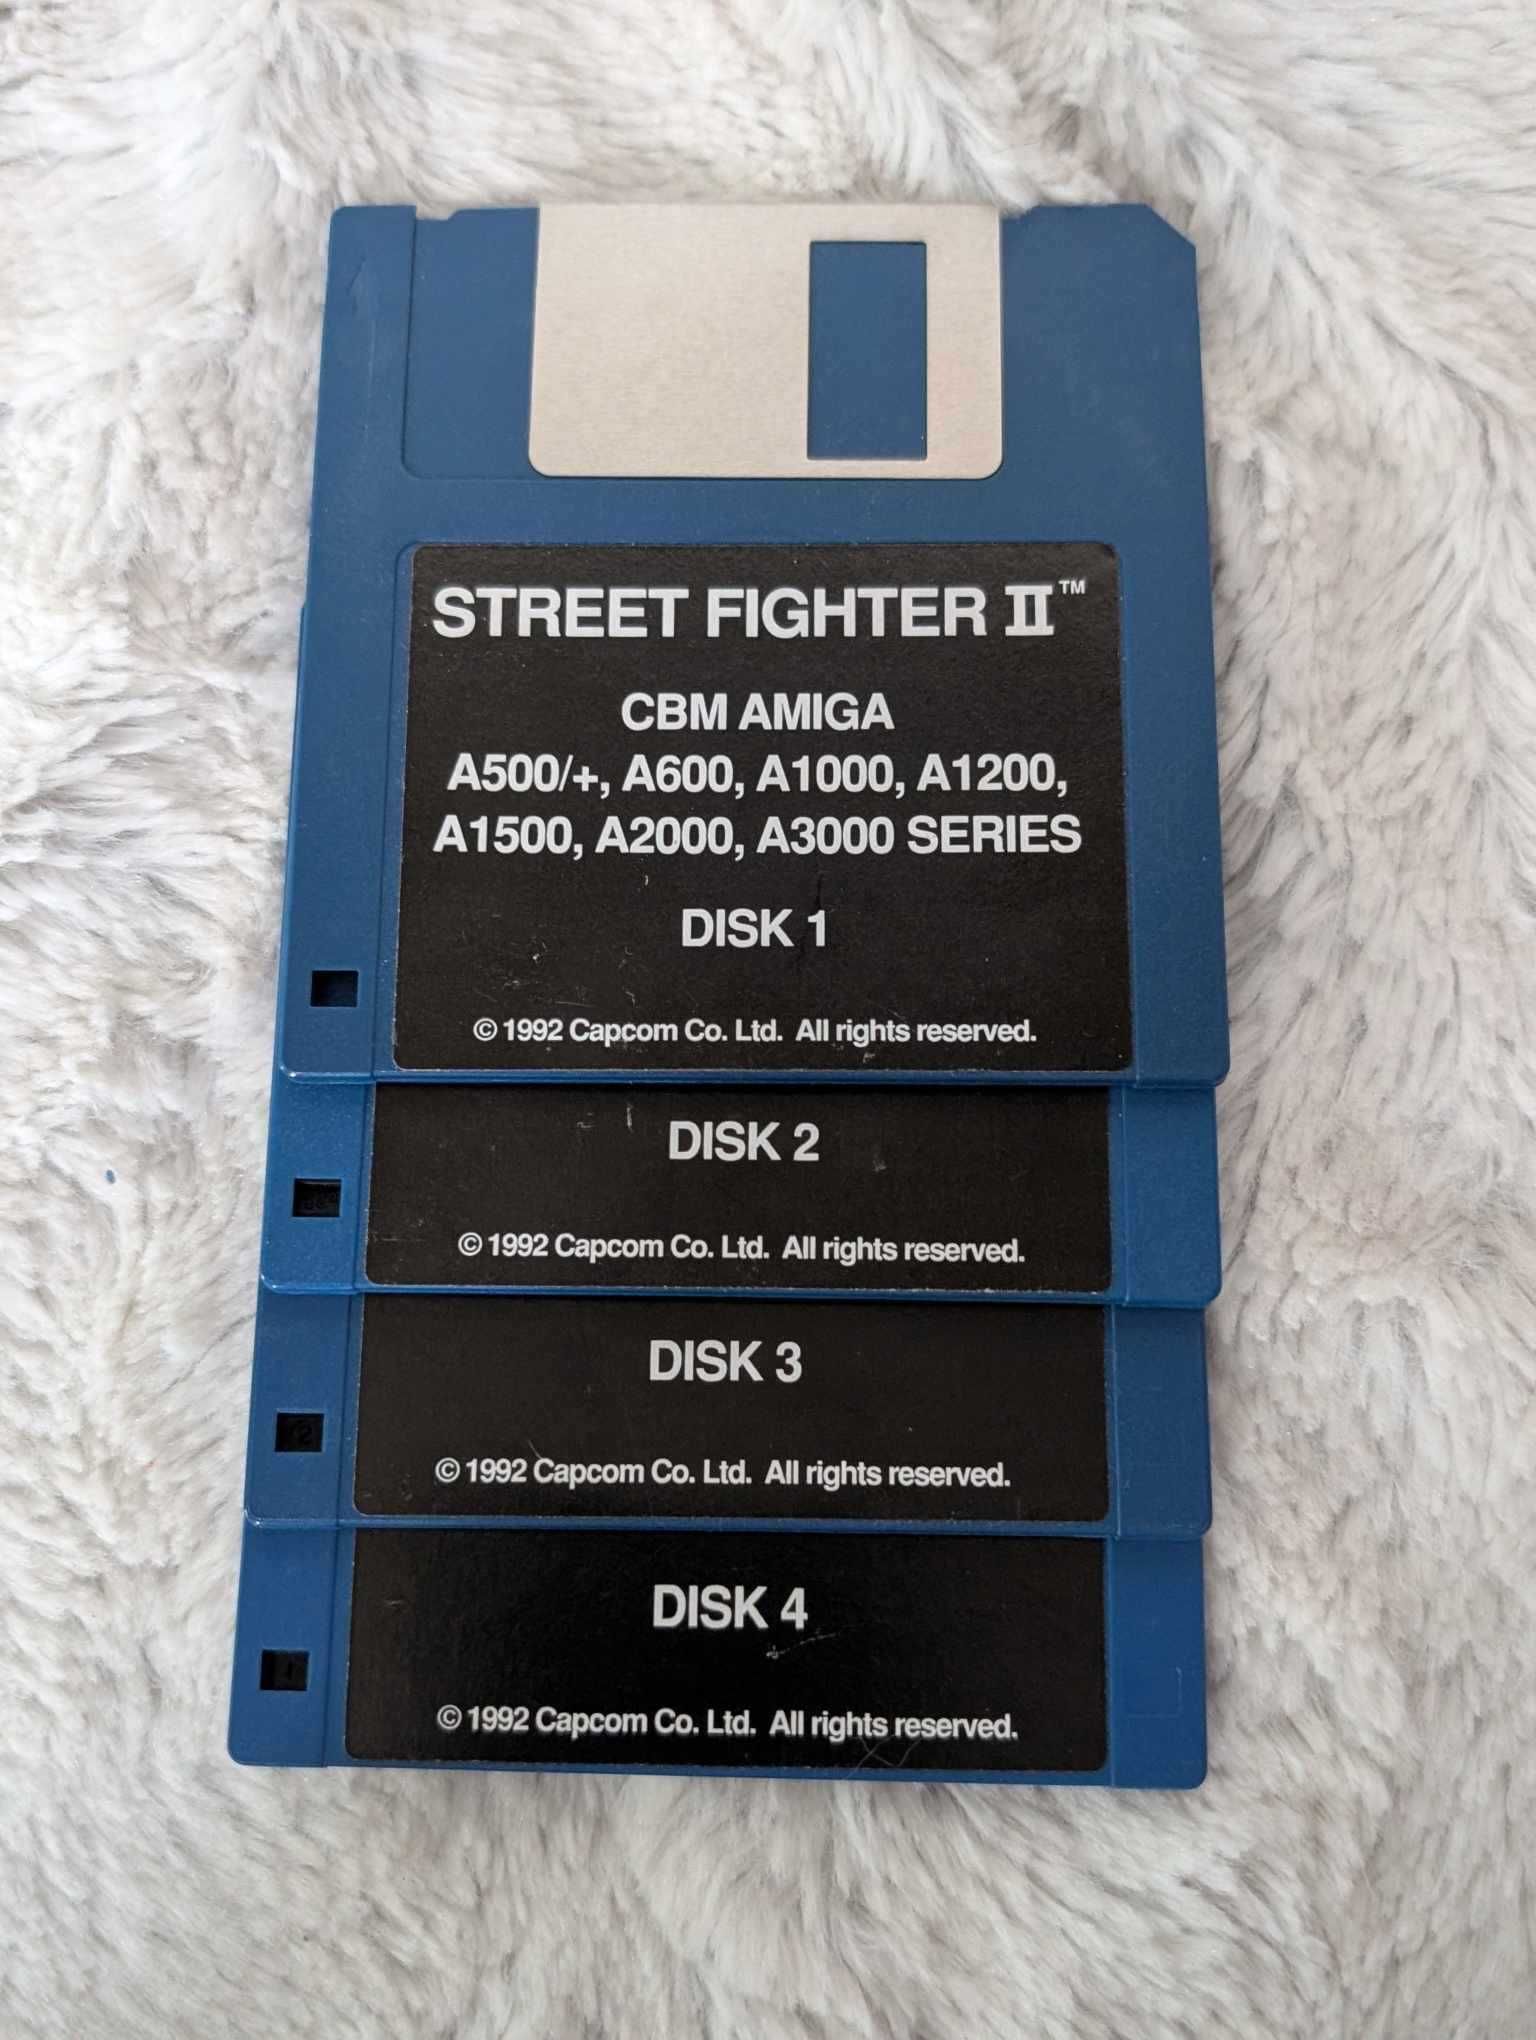 STREET FIGHTER II™
CBM AMIGA
A500/+, A600, A1000, A1200,
A1500, A2000, A3000 SERIES
DISK 1
© 1992 Capcom Co. Ltd. All rights reserved.
DISK 2
© 1992 Capcom Co. Ltd. All rights reserved.
DISK 3
© 1992 Capcom Co. Ltd. All rights reserved.
DISK 4
© 1992 Capcom Co. Ltd. All rights reserved.